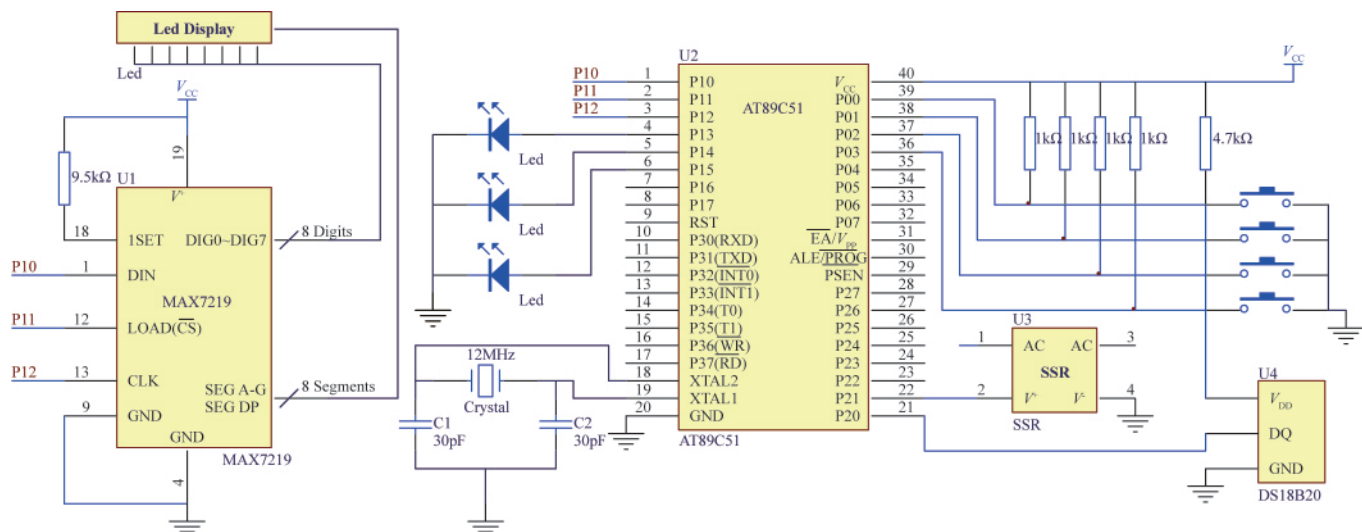 Led Display
Led
VCC
19
9.5kΩ
U1
V+
18
1SET
DIG0~DIG7
8 Digits
P10
1
DIN
MAX7219
P11
12
LOAD(CS)
P12
13
CLK
SEG A-G
SEG DP
8 Segments
9
GND
GND
MAX7219
4
Led
Led
Led
12MHz
Crystal
C1
30pF
C2
30pF
U2
P10
P11
P12
AT89C51
1 P10
2 P11
3 P12
4 P13
5 P14
6 P15
7 P16
8 P17
9 RST
10 P30(RXD)
11 P31(TXD)
12 P32(INT0)
13 P33(INT1)
14 P34(T0)
15 P35(T1)
16 P36(WR)
17 P37(RD)
18 XTAL2
19 XTAL1
20 GND
VCC 40
P00 39
P01 38
P02 37
P03 36
P04 35
P05 34
P06 33
P07 32
EA/VPP 31
ALE/PROG 30
PSEN 29
P27 28
P26 27
P25 26
P24 25
P23 24
P22 23
P21 22
P20 21
AT89C51
VCC
1kΩ
1kΩ
1kΩ
1kΩ
4.7kΩ
U3
1
AC
AC
3
SSR
2
V+
V-
4
SSR
U4
VDD
DQ
GND
DS18B20